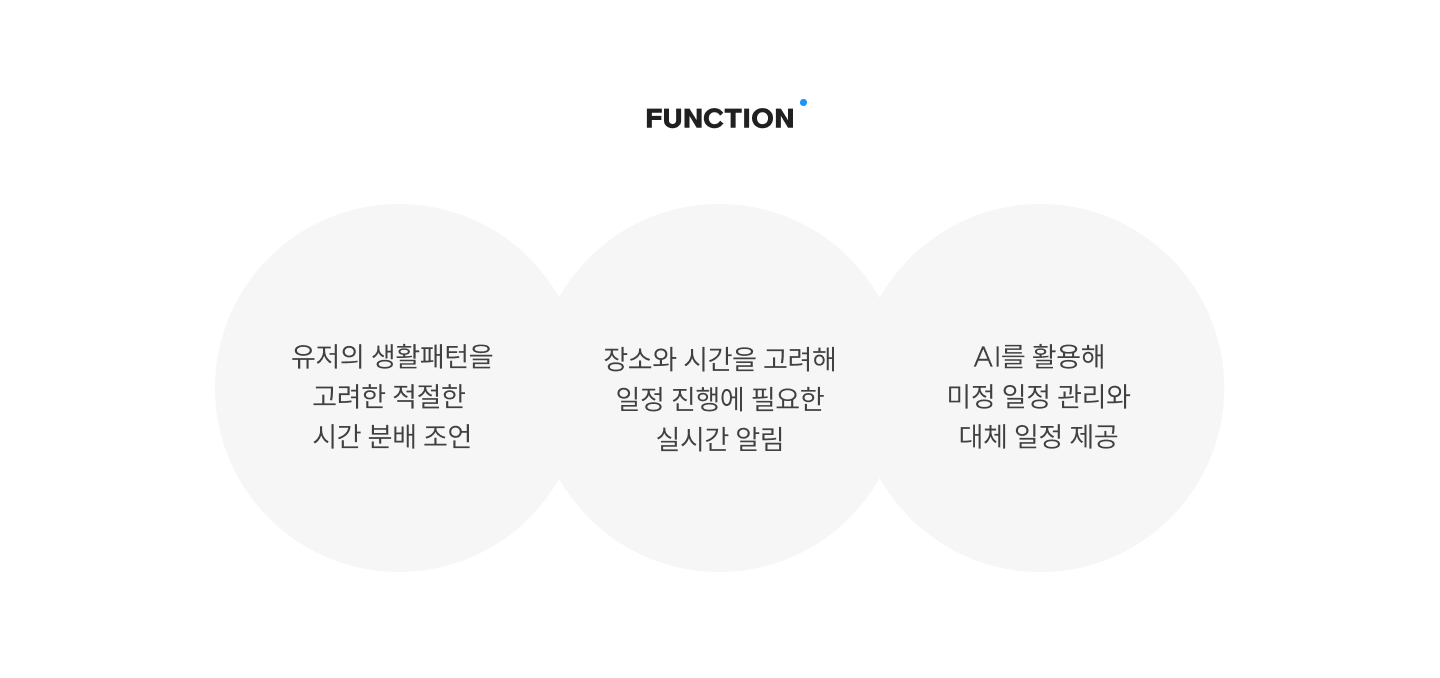 FUNCTION
유저의 생활패턴을
고려한 적절한
시간 분배 조언
장소와 시간을 고려해
일정 진행에 필요한
실시간 알림
AI를 활용해
미정 일정 관리와
대체 일정 제공